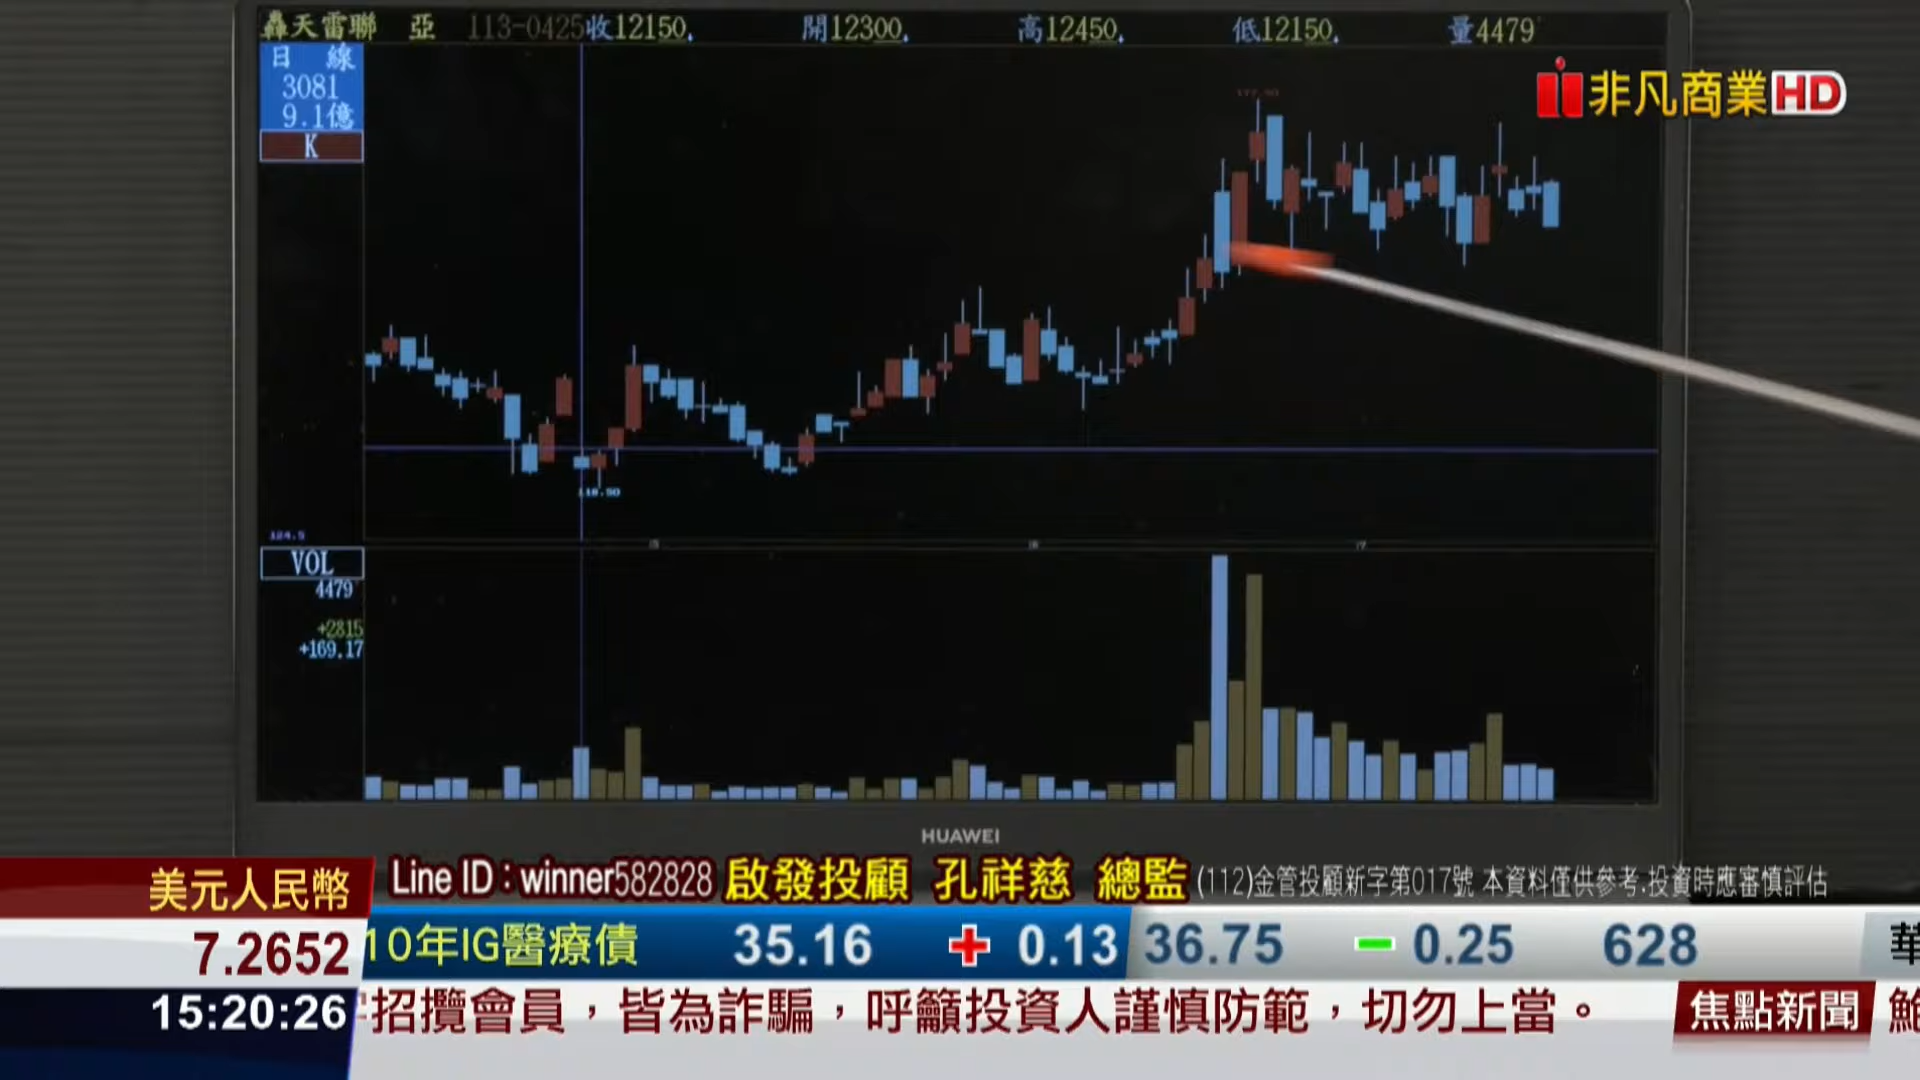 轟天雷聯 亞 113-0425收12150. 開12300. 高12450. 低12150. 量4479
日 線
3081
9.1億
K
非凡商業HD
118.50
124.5
VOL
4479
+2815
+169.17
HUAWEI
美元人民幣
7.2652
15:20:26
Line ID:winner582828 啟發投顧 孔祥慈 總監 (112)金管投顧新字第017號 本資料僅供參考.投資時應審慎評估
10年IG醫療債 35.16 + 0.13 36.75 - 0.25 628 華
招攬會員，皆為詐騙，呼籲投資人謹慎防範，切勿上當。 焦點新聞